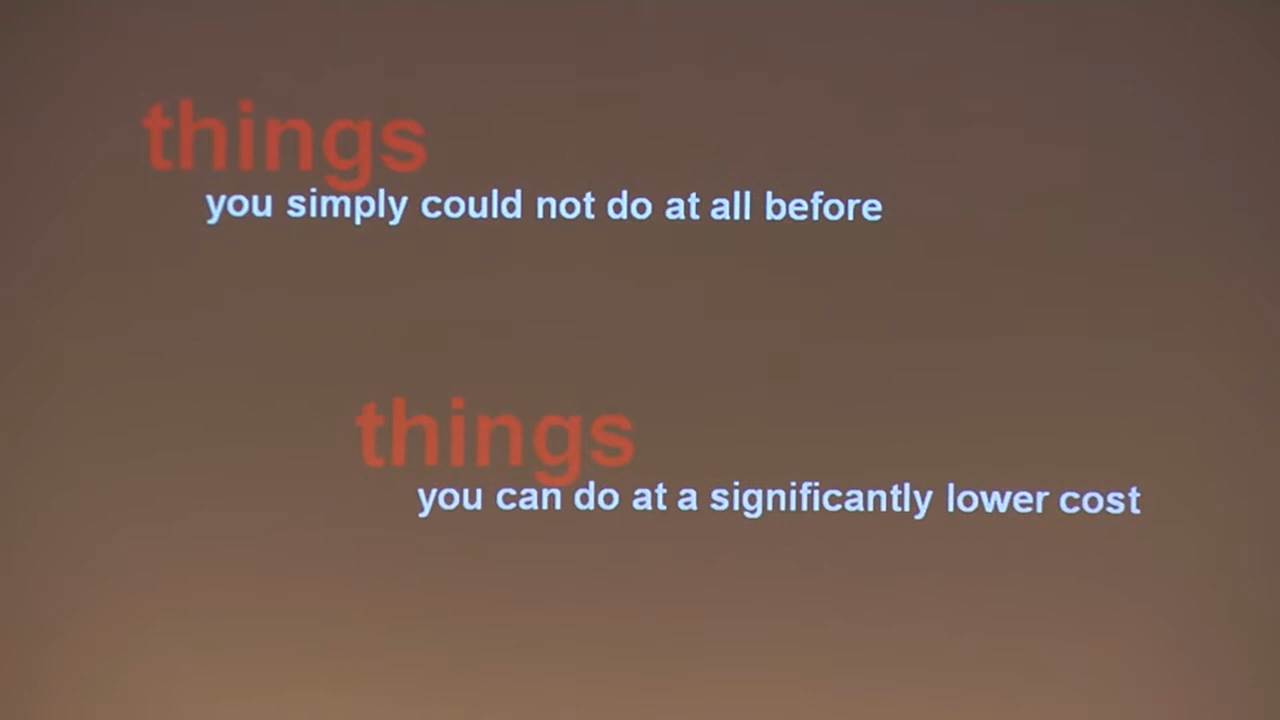 things
you simply could not do at all before
things
you can do at a significantly lower cost